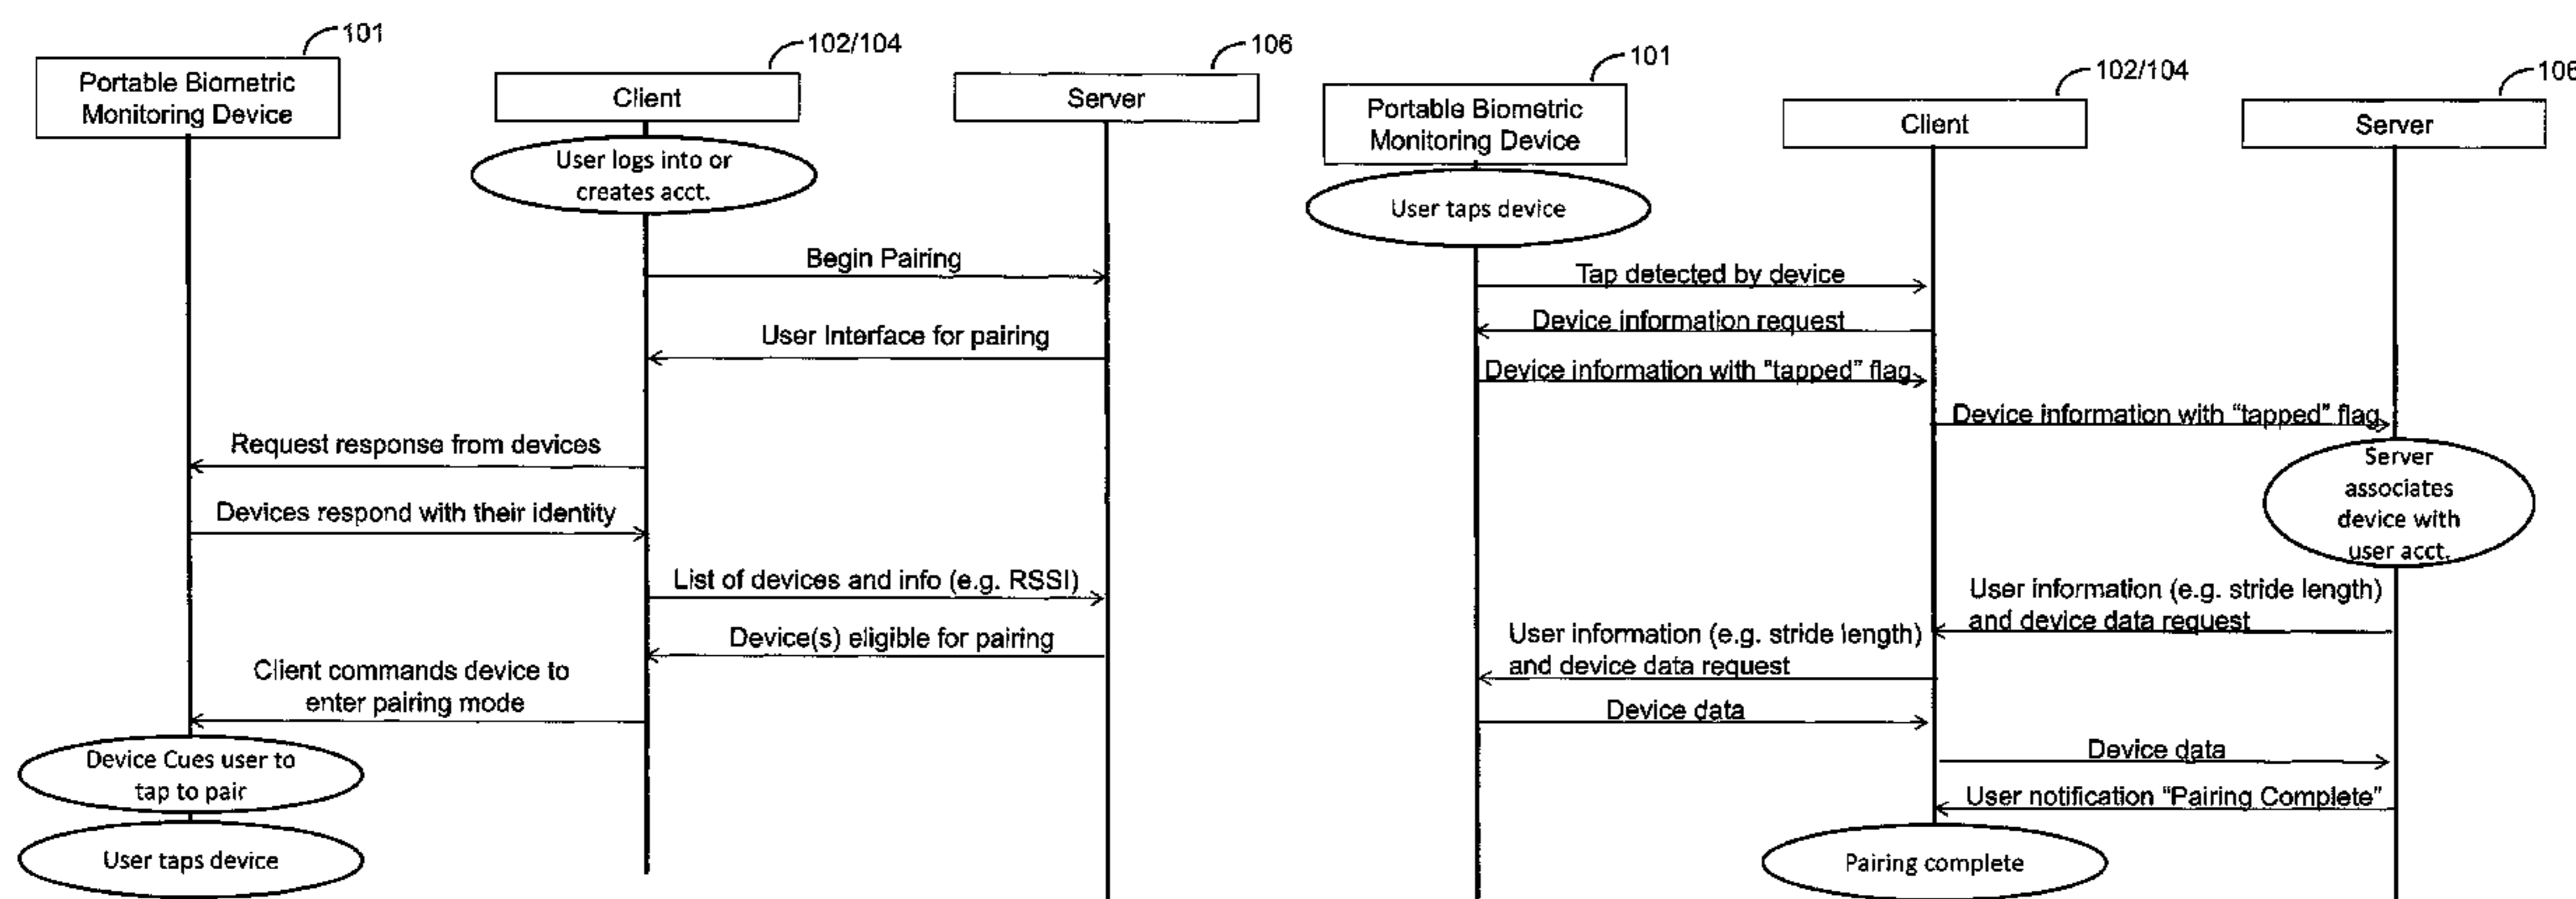 101
Portable Biometric
Monitoring Device
102/104
Client
106
Server
User logs into or
creates acct.
Begin Pairing
User Interface for pairing
Request response from devices
Devices respond with their identity
List of devices and info (e.g. RSSI)
Device(s) eligible for pairing
Client commands device to
enter pairing mode
Device Cues user to
tap to pair
User taps device
101
Portable Biometric
Monitoring Device
102/104
Client
106
Server
User taps device
Tap detected by device
Device information request
Device information with “tapped” flag
Device information with “tapped” flag
Server
associates
device with
user acct.
User information (e.g. stride length)
and device data request
User information (e.g. stride length)
and device data request
Device data
Device data
User notification “Pairing Complete”
Pairing complete